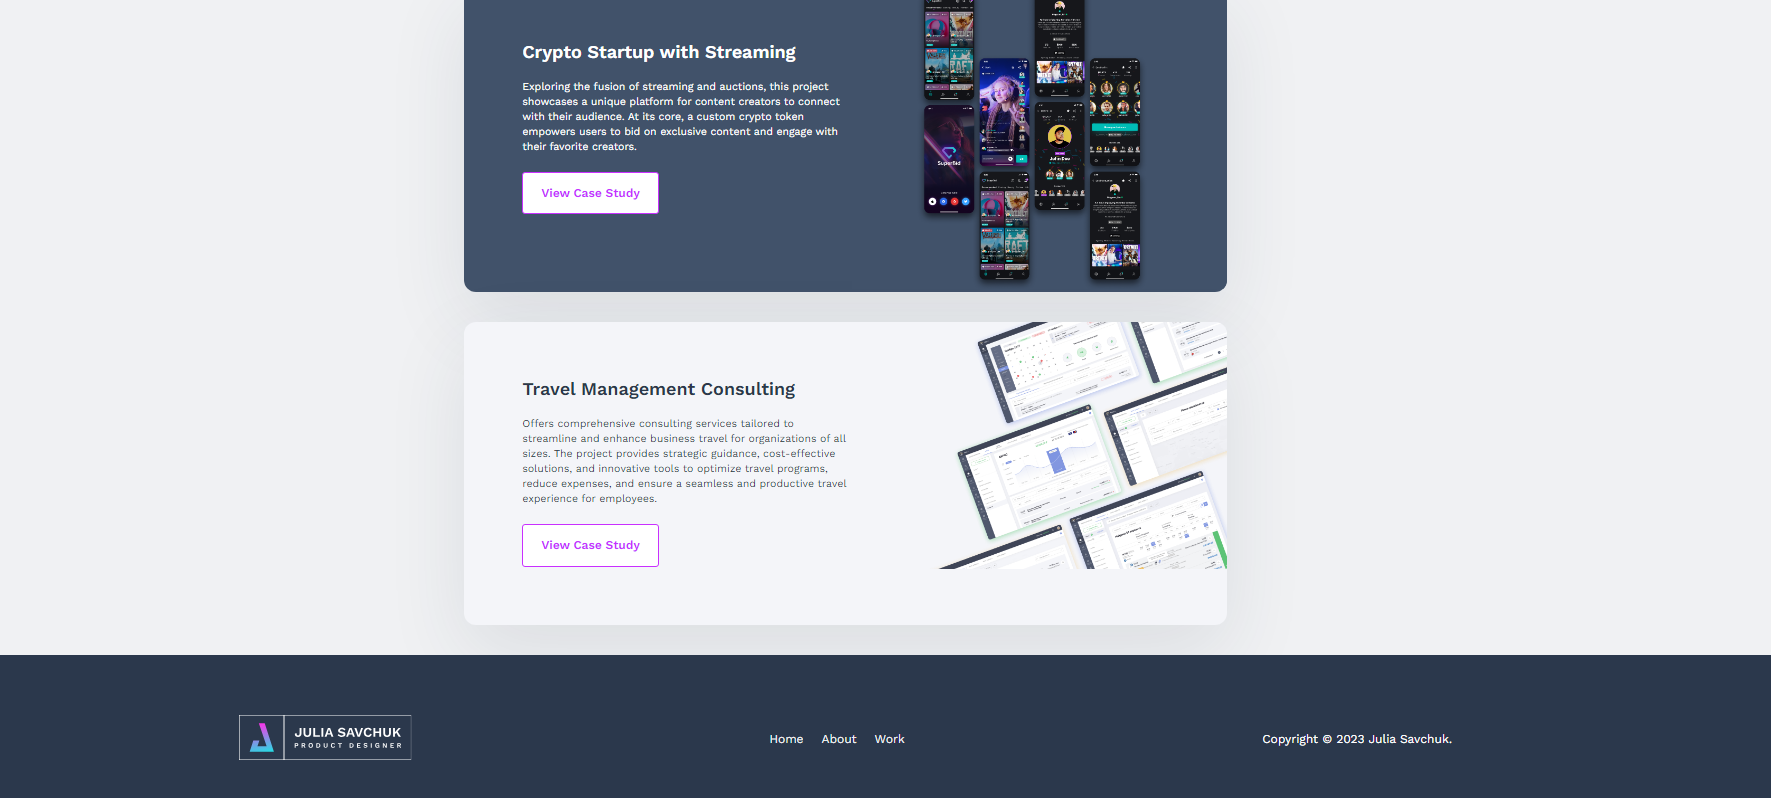 Crypto Startup with Streaming
Exploring the fusion of streaming and auctions, this project
showcases a unique platform for content creators to connect
with their audience. At its core, a custom crypto token
empowers users to bid on exclusive content and engage with
their favorite creators.
View Case Study
SuperBid
John Doe
Travel Management Consulting
Offers comprehensive consulting services tailored to
streamline and enhance business travel for organizations of all
sizes. The project provides strategic guidance, cost-effective
solutions, and innovative tools to optimize travel programs,
reduce expenses, and ensure a seamless and productive travel
experience for employees.
View Case Study
JULIA SAVCHUK
PRODUCT DESIGNER
Home About Work
Copyright © 2023 Julia Savchuk.